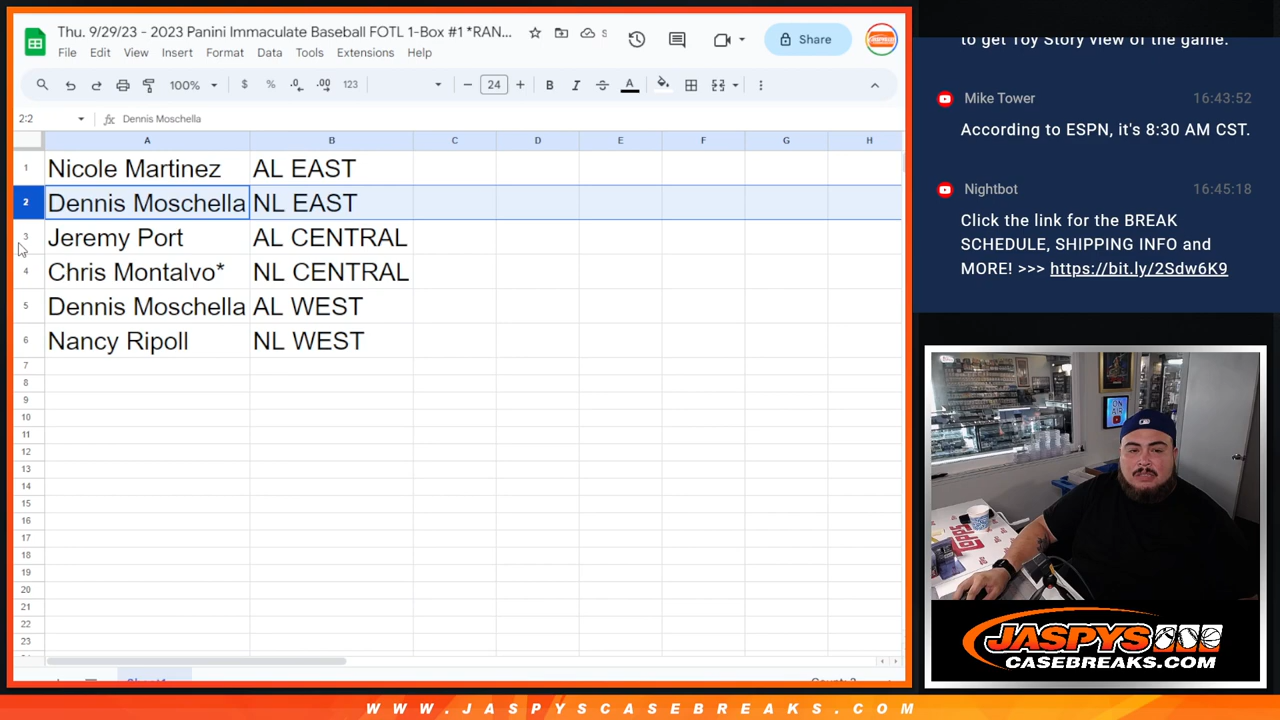 Thu. 9/29/23 - 2023 Panini Immaculate Baseball FOTL 1-Box #1 *RAN...
S
Share
File Edit View Insert Format Data Tools Extensions Help
100% $ % .0 .00 123 24 B I A
2:2 fx Dennis Moschella
A B C D E F G H
1 Nicole Martinez AL EAST
2 Dennis Moschella NL EAST
3 Jeremy Port AL CENTRAL
4 Chris Montalvo* NL CENTRAL
5 Dennis Moschella AL WEST
6 Nancy Ripoll NL WEST
7
8
9
10
11
12
13
14
15
16
17
18
19
20
21
22
23
to get Toy Story view of the game.
Mike Tower 16:43:52
According to ESPN, it's 8:30 AM CST.
Nightbot 16:45:18
Click the link for the BREAK
SCHEDULE, SHIPPING INFO and
MORE! >>> https://bit.ly/2Sdw6K9
ON
AIR
TOPPS
JASPYS
CASEBREAKS.COM
WWW.JASPYSCASEBREAKS.COM